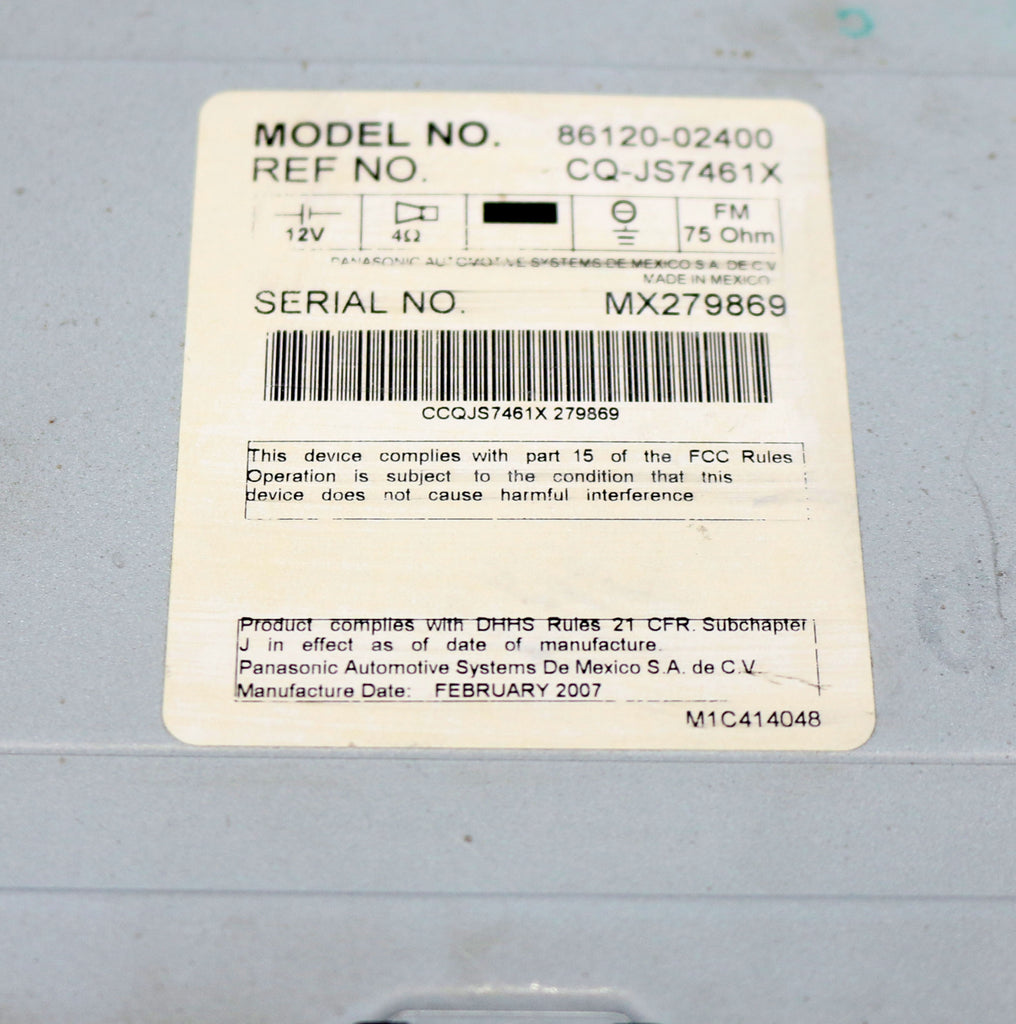 MODEL NO. 86120-02400
REF NO. CQ-JS7461X
12V 4Ω FM
75 Ohm
PANASONIC AUTOMOTIVE SYSTEMS DE MEXICO S.A. DE C.V
MADE IN MEXICO
SERIAL NO. MX279869
CCQJS7461X 279869
This device complies with part 15 of the FCC Rules
Operation is subject to the condition that this
device does not cause harmful interference
Product complies with DHHS Rules 21 CFR. Subchapter
J in effect as of date of manufacture.
Panasonic Automotive Systems De Mexico S.A. de C.V.
Manufacture Date: FEBRUARY 2007
M1C414048